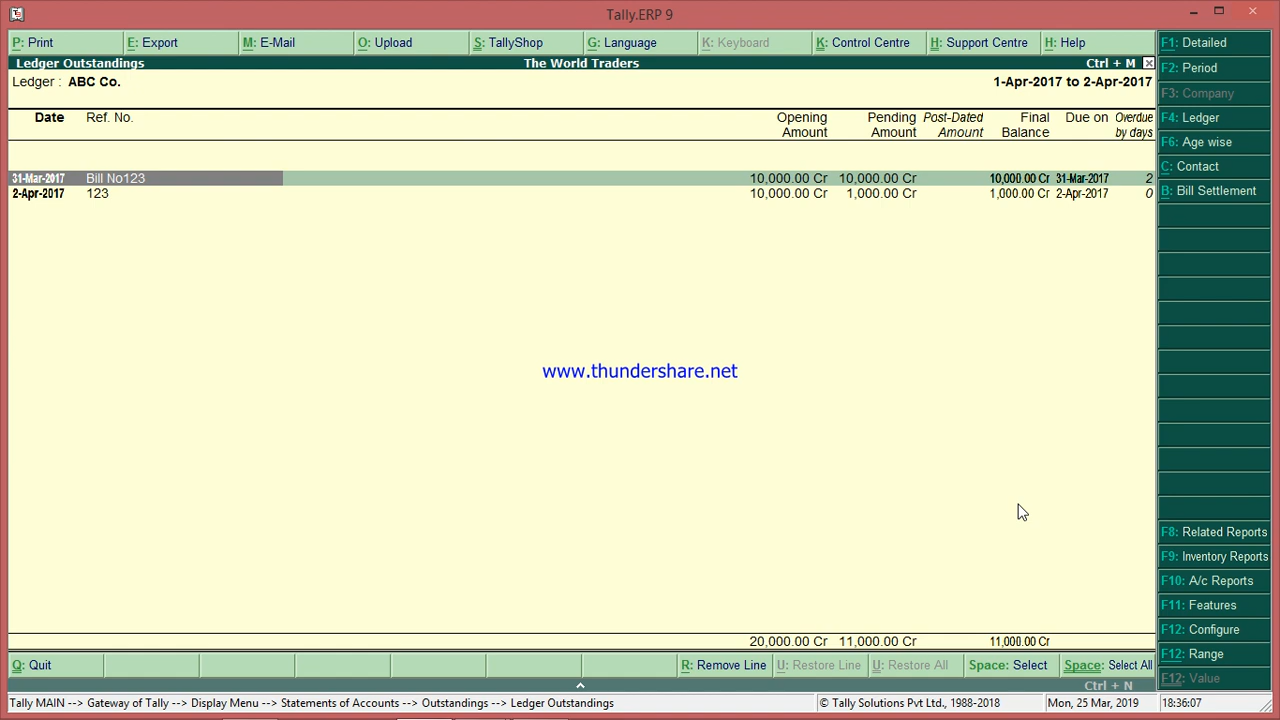 Tally.ERP 9
P: Print E: Export M: E-Mail O: Upload S: TallyShop G: Language K: Keyboard K: Control Centre H: Support Centre H: Help F1: Detailed
Ledger Outstandings The World Traders Ctrl + M F2: Period
Ledger : ABC Co. 1-Apr-2017 to 2-Apr-2017 F3: Company
Date Ref. No. Opening Pending Post-Dated Final Due on Overdue F4: Ledger
Amount Amount Amount Balance by days
F6: Age wise
C: Contact
31-Mar-2017 Bill No123 10,000.00 Cr 10,000.00 Cr 10,000.00 Cr 31-Mar-2017 2
2-Apr-2017 123 10,000.00 Cr 1,000.00 Cr 1,000.00 Cr 2-Apr-2017 0 B: Bill Settlement
www.thundershare.net
F8: Related Reports
F9: Inventory Reports
F10: A/c Reports
F11: Features
F12: Configure
20,000.00 Cr 11,000.00 Cr 11,000.00 Cr F12: Range
Q: Quit R: Remove Line U: Restore Line U: Restore All Space: Select Space: Select All F12: Value
Ctrl + N
Tally MAIN --> Gateway of Tally --> Display Menu --> Statements of Accounts --> Outstandings --> Ledger Outstandings © Tally Solutions Pvt Ltd., 1988-2018 Mon, 25 Mar, 2019 18:36:07